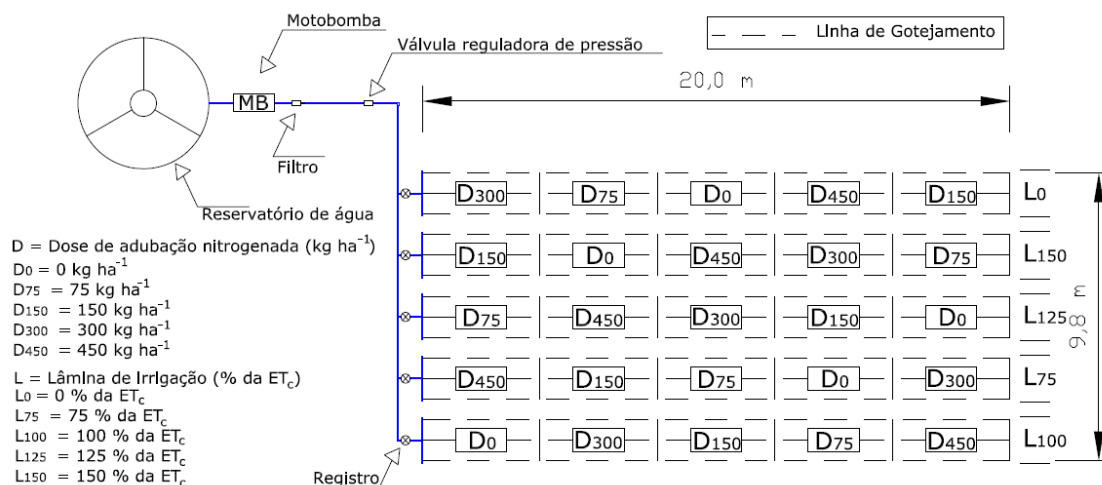 Motobomba
Válvula reguladora de pressão
Linha de Gotejamento
20,0 m
MB
Filtro
Reservatório de água
D300 D75 D0 D450 D150 L0
D150 D0 D450 D300 D75 L150
D75 D450 D300 D150 D0 L125
D450 D150 D75 D0 D300 L75
D0 D300 D150 D75 D450 L100
9,8 m
D = Dose de adubação nitrogenada (kg ha⁻¹)
D0 = 0 kg ha⁻¹
D75 = 75 kg ha⁻¹
D150 = 150 kg ha⁻¹
D300 = 300 kg ha⁻¹
D450 = 450 kg ha⁻¹
L = Lâmina de Irrigação (% da ETc)
L0 = 0 % da ETc
L75 = 75 % da ETc
L100 = 100 % da ETc
L125 = 125 % da ETc
L150 = 150 % da ETc
Registro